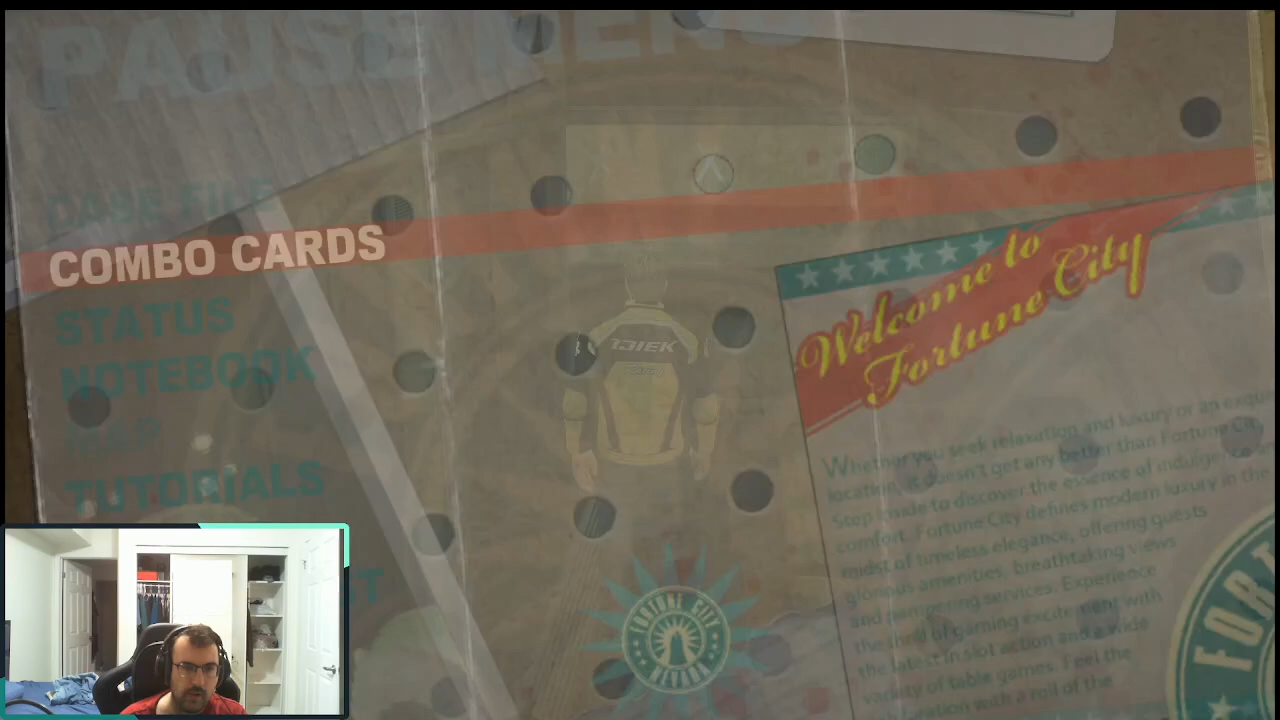 PAUSE MENU
CASE FILE
COMBO CARDS
STATUS
NOTEBOOK
MAP
TUTORIALS
IJIEK
Welcome to
Fortune City
Whether you seek relaxation and luxury or an
location, it doesn't get any better than Fortune City.
Step inside to discover the essence of
comfort. Fortune City defines modern luxury in the
midst of timeless elegance, offering guests
glorious amenities, breathtaking views
and pampering services. Experience
the thrill of gaming excitement with
the latest in slot action and a wide
variety of table games. Feel the
with a roll of the
FORTUNE CITY
NEVADA
FORT